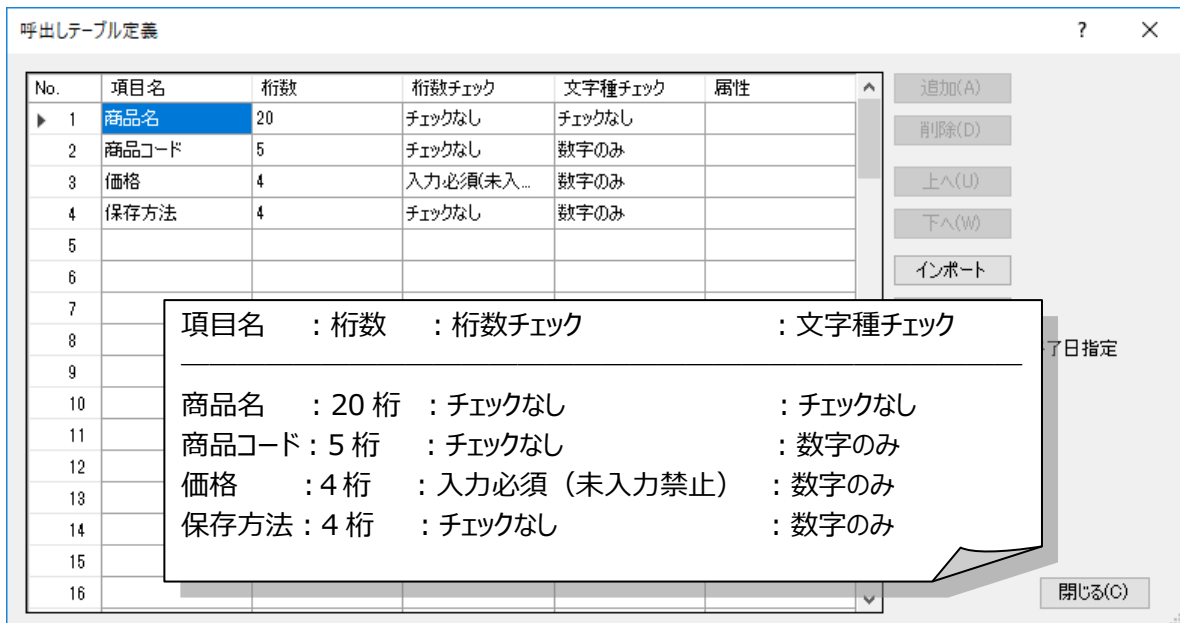 呼出しテーブル定義 ? ×
No. 項目名 桁数 桁数チェック 文字種チェック 属性 追加(A)
1 商品名 20 チェックなし チェックなし
削除(D)
2 商品コード 5 チェックなし 数字のみ
3 価格 4 入力必須(未入... 数字のみ 上へ(U)
4 保存方法 4 チェックなし 数字のみ
下へ(W)
5
6 インポート
7
8 了日指定
9
10
11
12
13
14
15
16 閉じる(C)
項目名 :桁数 :桁数チェック :文字種チェック
商品名 :20 桁 :チェックなし :チェックなし
商品コード:5 桁 :チェックなし :数字のみ
価格 :4 桁 :入力必須(未入力禁止) :数字のみ
保存方法:4 桁 :チェックなし :数字のみ